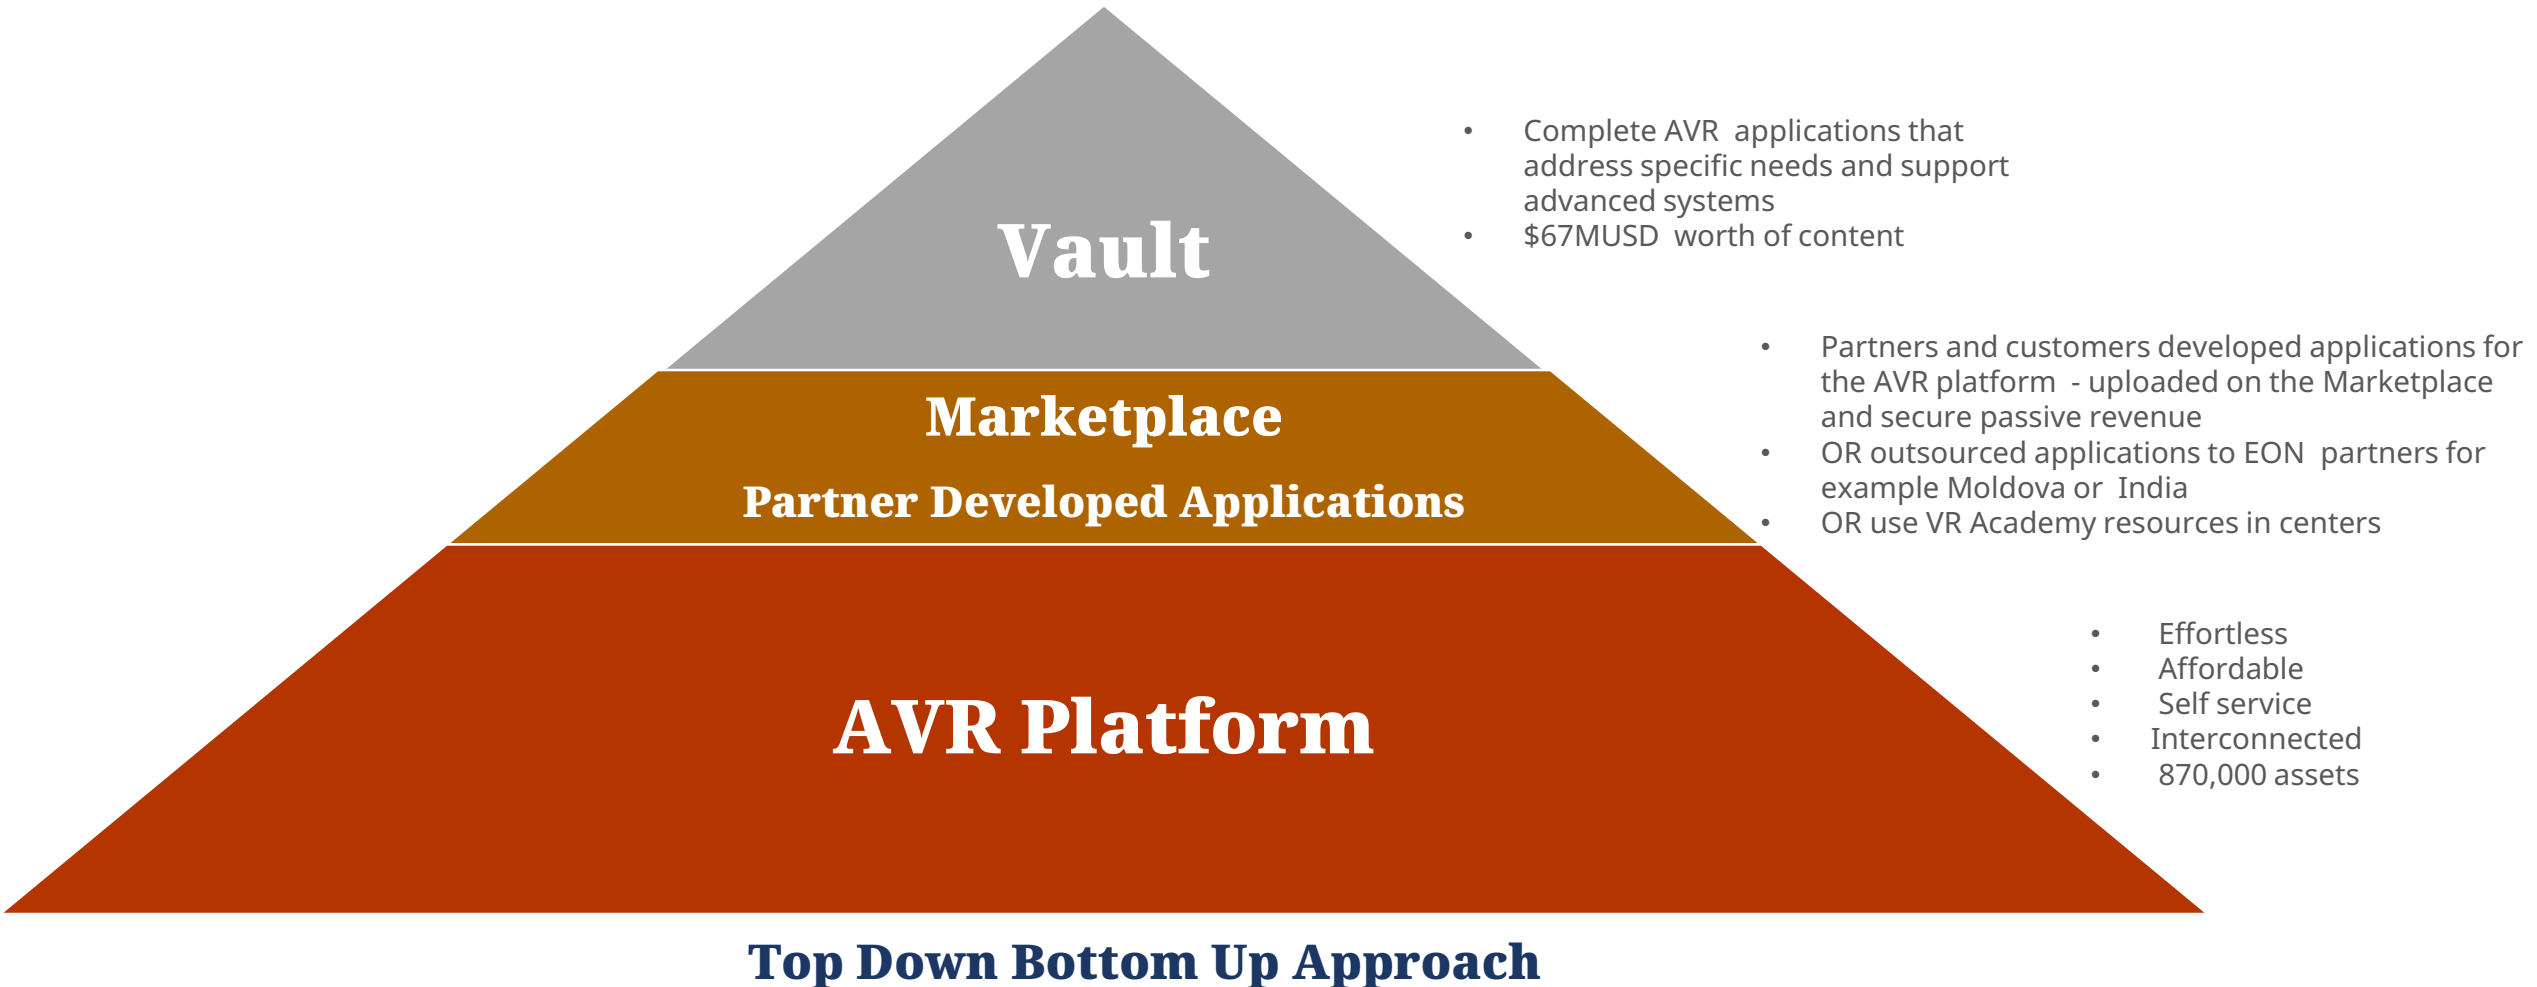 Vault
• Complete AVR applications that
address specific needs and support
advanced systems
• $67MUSD worth of content
Marketplace
Partner Developed Applications
• Partners and customers developed applications for
the AVR platform - uploaded on the Marketplace
and secure passive revenue
• OR outsourced applications to EON partners for
example Moldova or India
• OR use VR Academy resources in centers
AVR Platform
• Effortless
• Affordable
• Self service
• Interconnected
• 870,000 assets
Top Down Bottom Up Approach